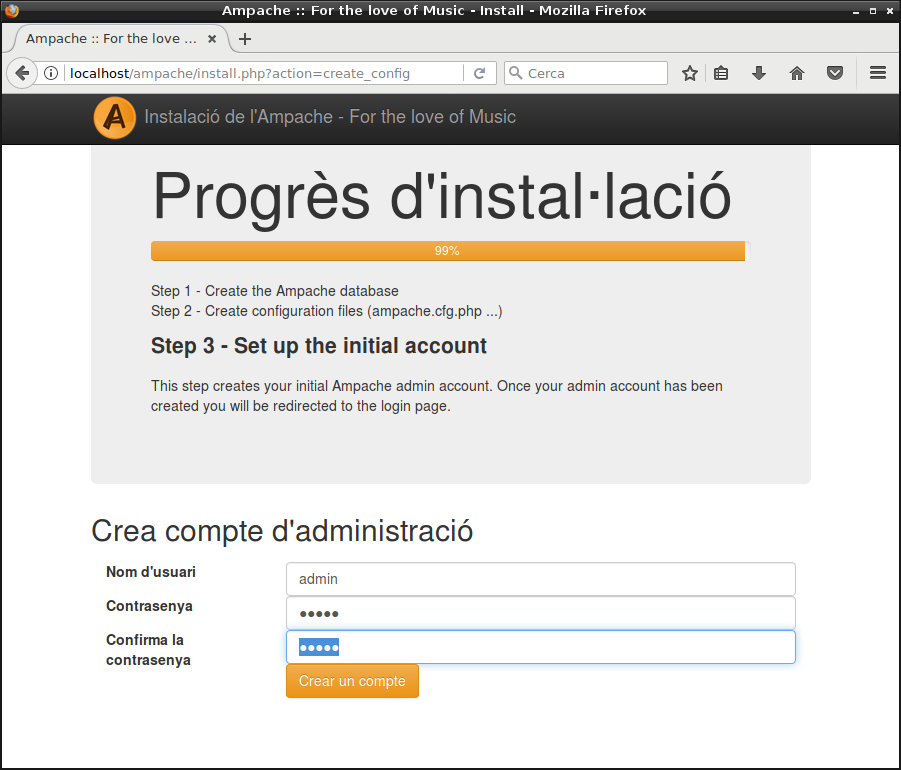 Ampache :: For the love of Music - Install - Mozilla Firefox
Ampache :: For the love ...
localhost/ampache/install.php?action=create_config
Cerca
Instalació de l'Ampache - For the love of Music
Progrès d'instal·lació
99%
Step 1 - Create the Ampache database
Step 2 - Create configuration files (ampache.cfg.php ...)
Step 3 - Set up the initial account
This step creates your initial Ampache admin account. Once your admin account has been
created you will be redirected to the login page.
Crea compte d'administració
Nom d'usuari
admin
Contrasenya
●●●●●
Confirma la
contrasenya
●●●●●
Crear un compte